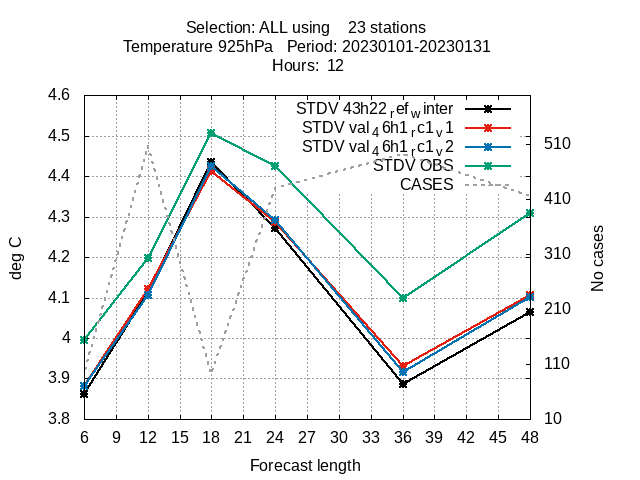 Selection: ALL using    23 stations
Temperature 925hPa   Period: 20230101-20230131
Hours:  12
STDV 43h22refwinter
STDV val46h1rc1v1
STDV val46h1rc1v2
STDV OBS
CASES
4.6
4.5
4.4
4.3
4.2
4.1
4
3.9
3.8
deg C
510
410
310
210
110
10
No cases
6 9 12 15 18 21 24 27 30 33 36 39 42 45 48
Forecast length